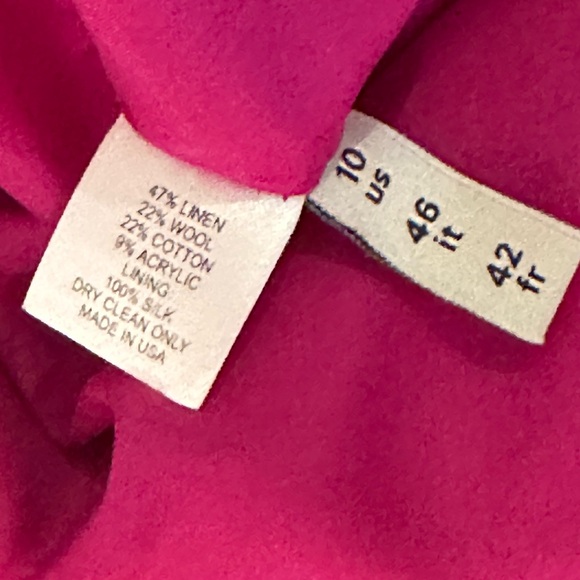 47% LINEN
22% WOOL
22% COTTON
9% ACRYLIC
LINING
100% SILK
DRY CLEAN ONLY
MADE IN USA
10
us
46
it
42
fr